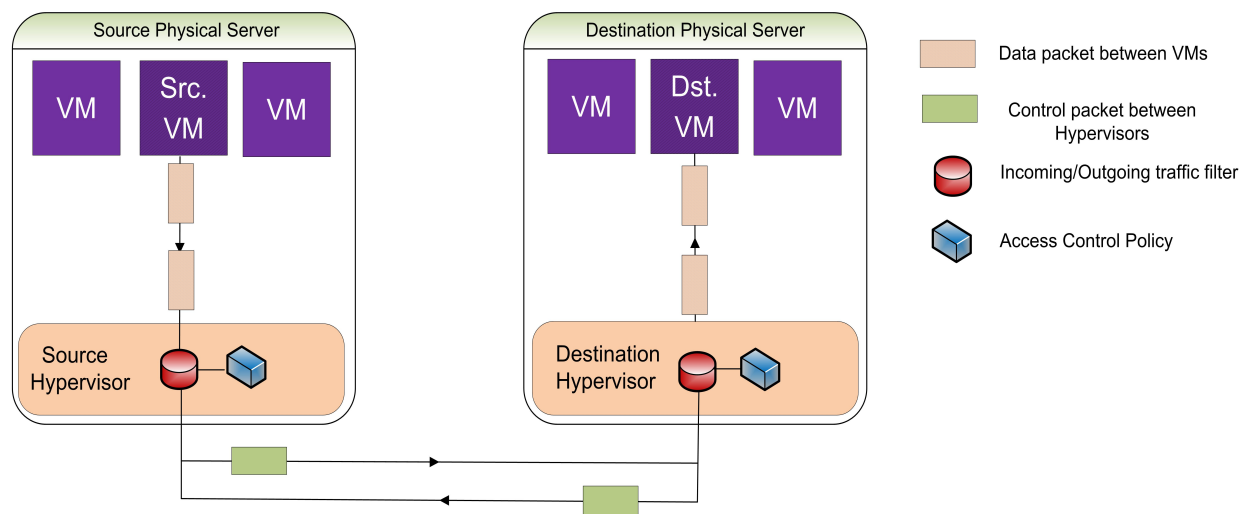 Source Physical Server
VM
Src.
VM
VM
Source
Hypervisor
Destination Physical Server
VM
Dst.
VM
VM
Destination
Hypervisor
Data packet between VMs
Control packet between
Hypervisors
Incoming/Outgoing traffic filter
Access Control Policy